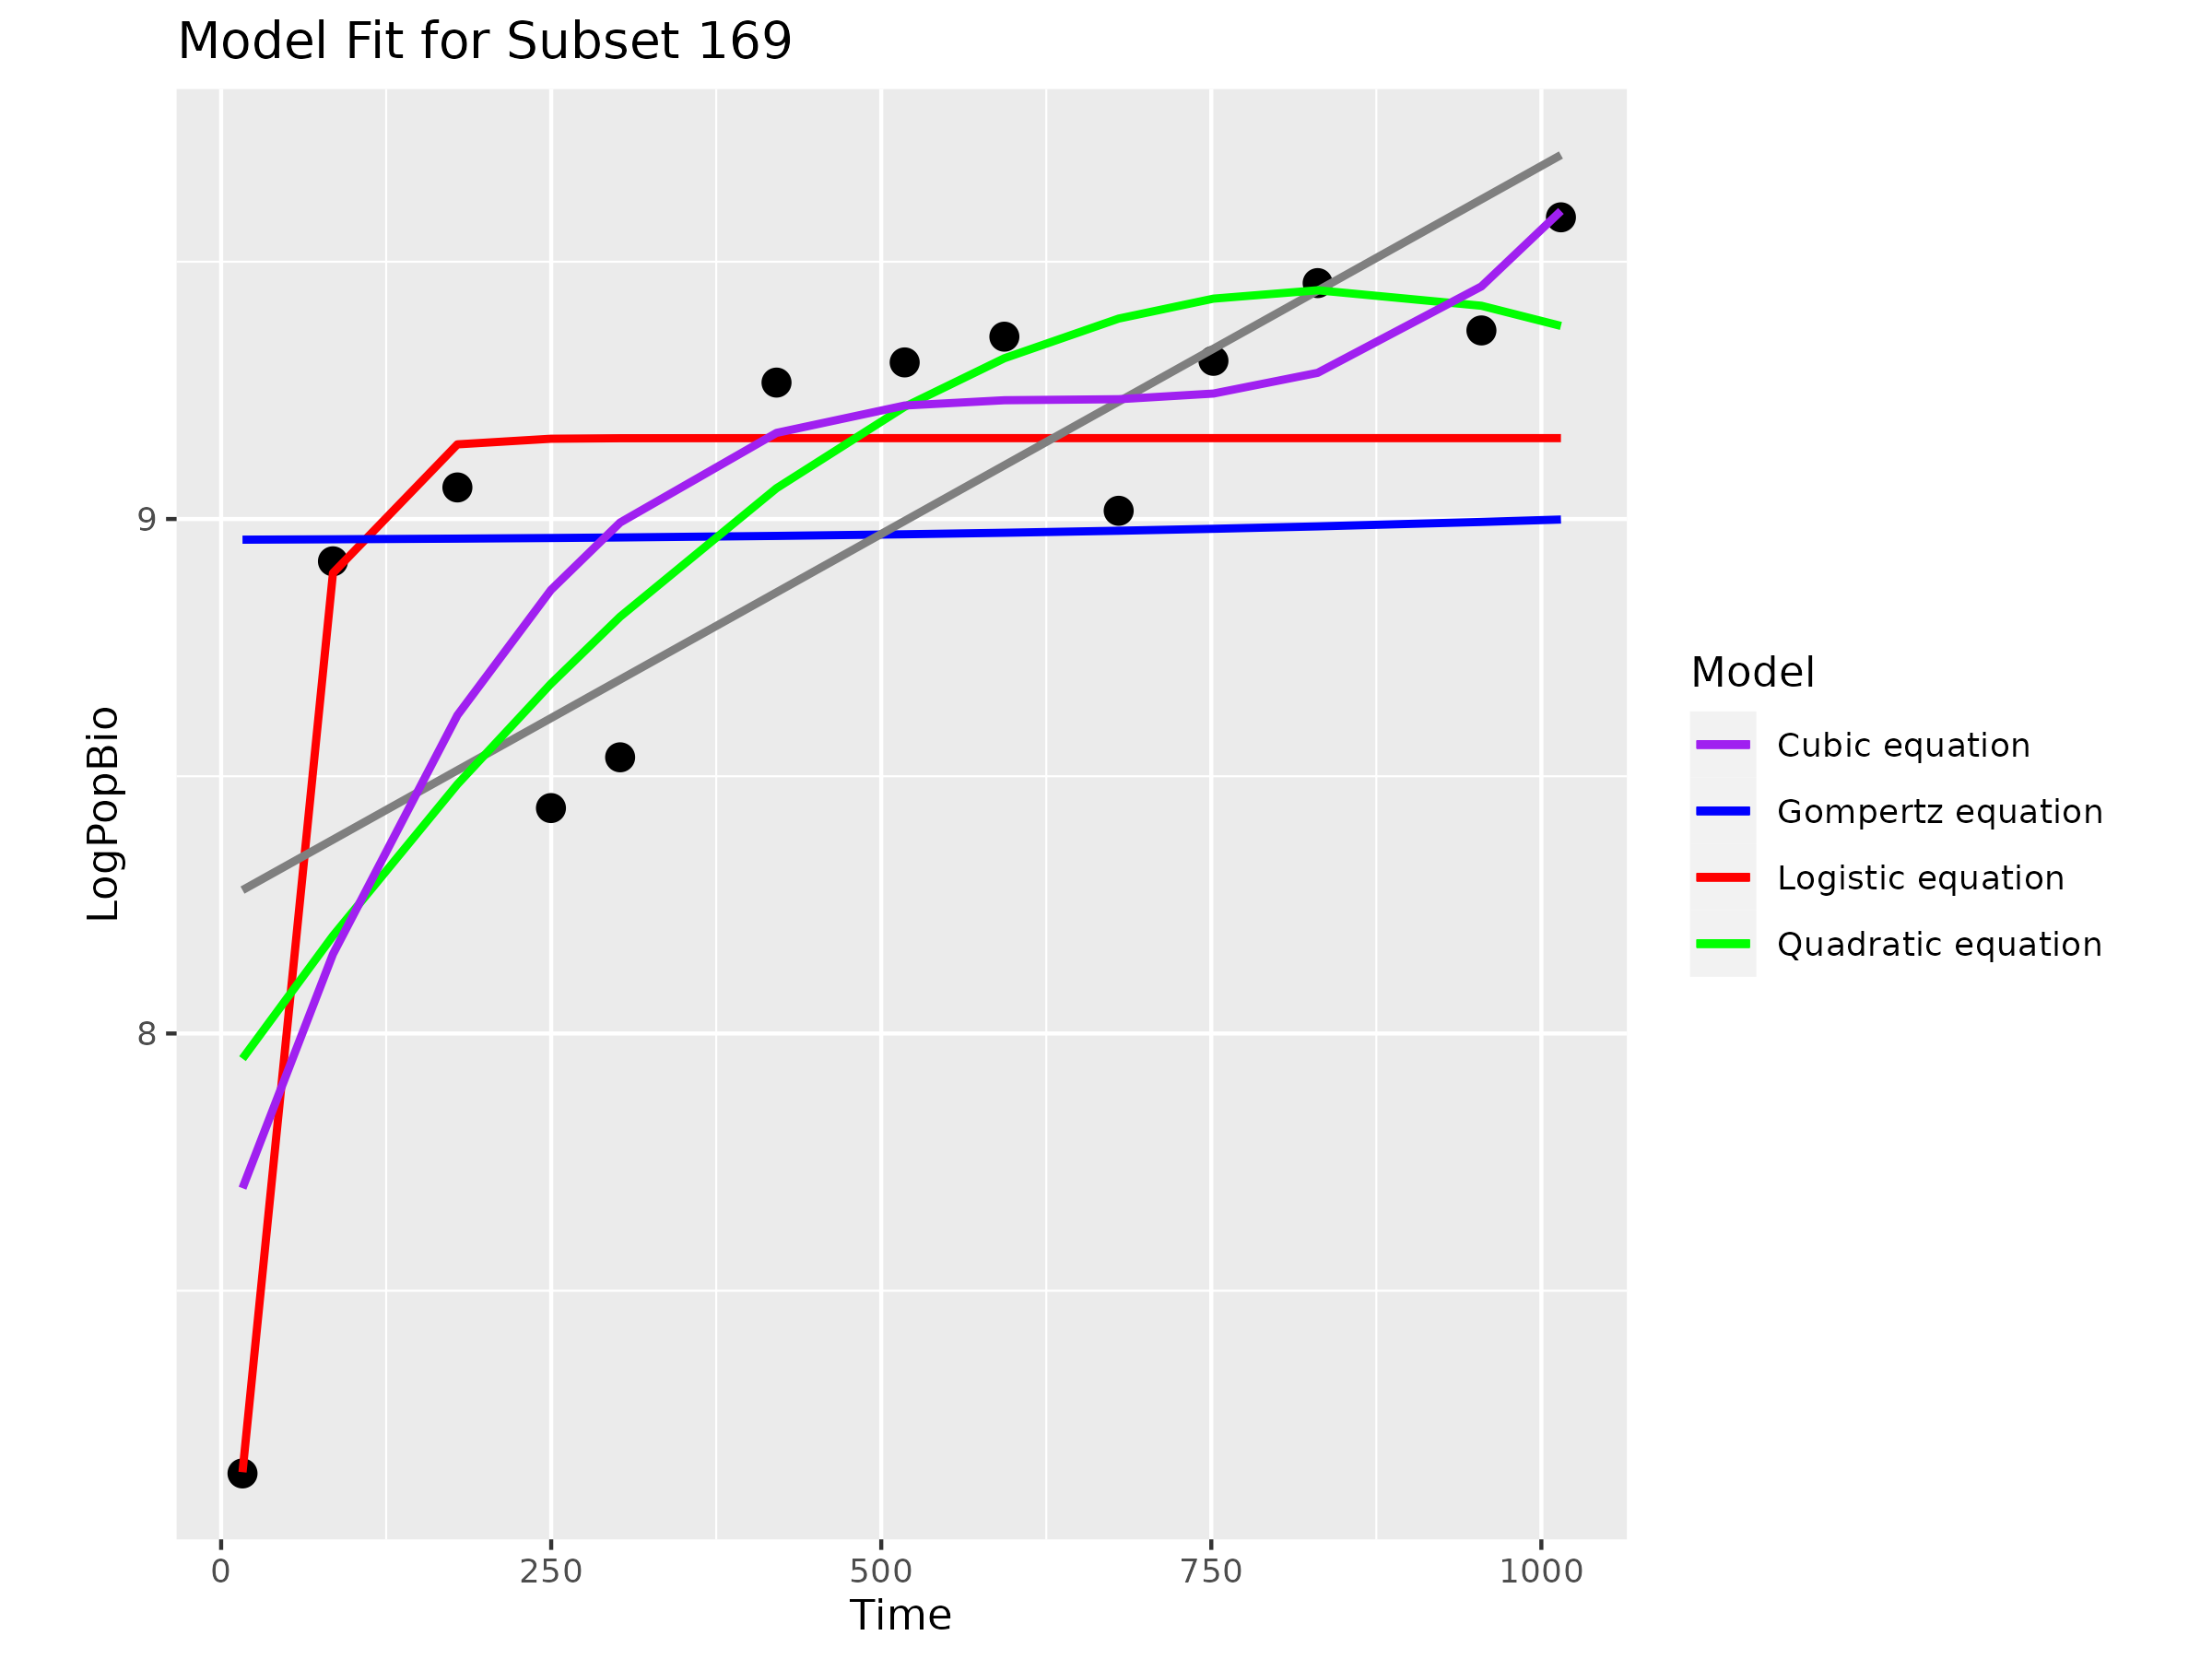 Model Fit for Subset 169
LogPopBio
9
8
0 250 500 750 1000
Time
Model
Cubic equation
Gompertz equation
Logistic equation
Quadratic equation